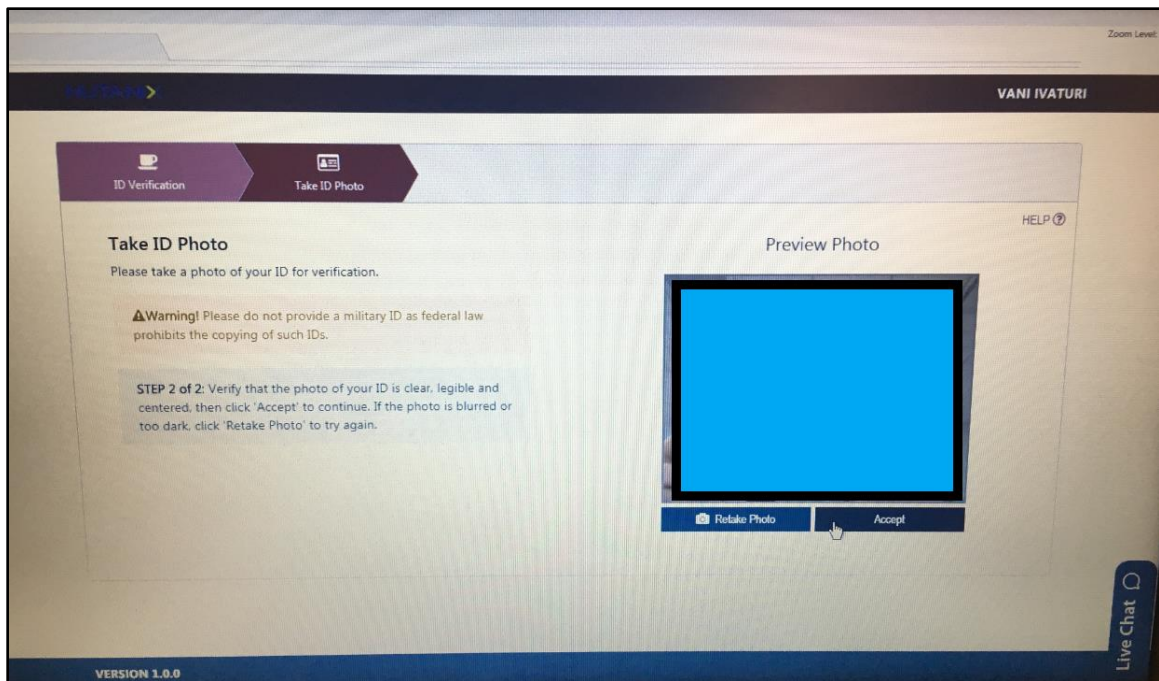 Zoom Level:
VANI IVATURI
ID Verification
Take ID Photo
HELP ?
Take ID Photo
Please take a photo of your ID for verification.
Warning! Please do not provide a military ID as federal law
prohibits the copying of such IDs.
STEP 2 of 2: Verify that the photo of your ID is clear, legible and
centered, then click 'Accept' to continue. If the photo is blurred or
too dark, click 'Retake Photo' to try again.
Preview Photo
Retake Photo
Accept
Live Chat
VERSION 1.0.0